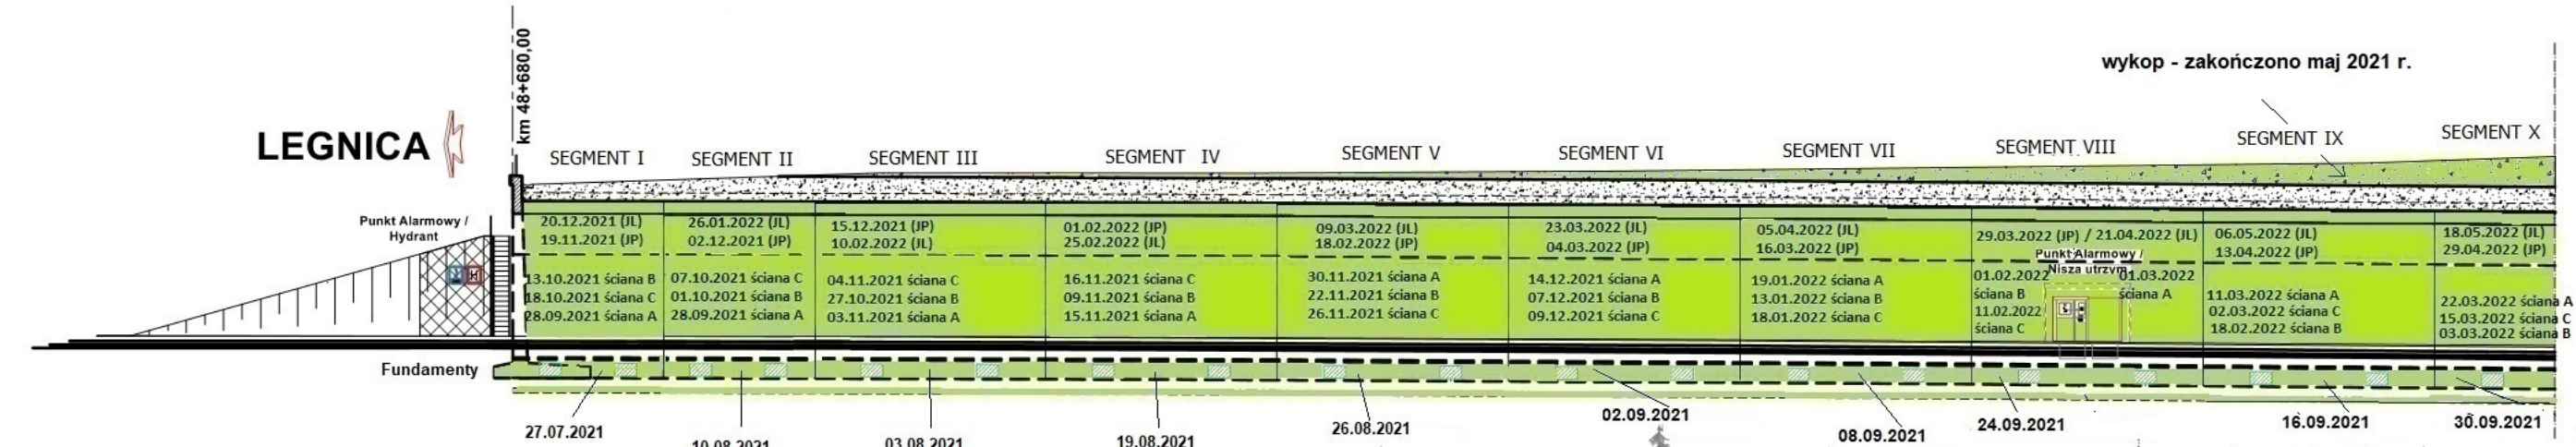 km 48+680,00
wykop - zakończono maj 2021 r.
LEGNICA
SEGMENT I
SEGMENT II
SEGMENT III
SEGMENT IV
SEGMENT V
SEGMENT VI
SEGMENT VII
SEGMENT VIII
SEGMENT IX
SEGMENT X
Punkt Alarmowy /
Hydrant
20.12.2021 (JL)
19.11.2021 (JP)
13.10.2021 ściana B
18.10.2021 ściana C
28.09.2021 ściana A
26.01.2022 (JL)
02.12.2021 (JP)
07.10.2021 ściana C
01.10.2021 ściana B
28.09.2021 ściana A
15.12.2021 (JP)
10.02.2022 (JL)
04.11.2021 ściana C
27.10.2021 ściana B
03.11.2021 ściana A
01.02.2022 (JP)
25.02.2022 (JL)
16.11.2021 ściana C
09.11.2021 ściana B
15.11.2021 ściana A
09.03.2022 (JL)
18.02.2022 (JP)
30.11.2021 ściana A
22.11.2021 ściana B
26.11.2021 ściana C
23.03.2022 (JL)
04.03.2022 (JP)
14.12.2021 ściana A
07.12.2021 ściana B
09.12.2021 ściana C
05.04.2022 (JL)
16.03.2022 (JP)
19.01.2022 ściana A
13.01.2022 ściana B
18.01.2022 ściana C
29.03.2022 (JP) / 21.04.2022 (JL)
Punkt Alarmowy /
Nisza utrzym.
01.02.2022
ściana B
11.02.2022
ściana C
01.03.2022
ściana A
06.05.2022 (JL)
13.04.2022 (JP)
11.03.2022 ściana A
02.03.2022 ściana C
18.02.2022 ściana B
18.05.2022 (JL)
29.04.2022 (JP)
22.03.2022 ściana A
15.03.2022 ściana C
03.03.2022 ściana B
Fundamenty
27.07.2021
10.08.2021
03.08.2021
19.08.2021
26.08.2021
02.09.2021
08.09.2021
24.09.2021
16.09.2021
30.09.2021